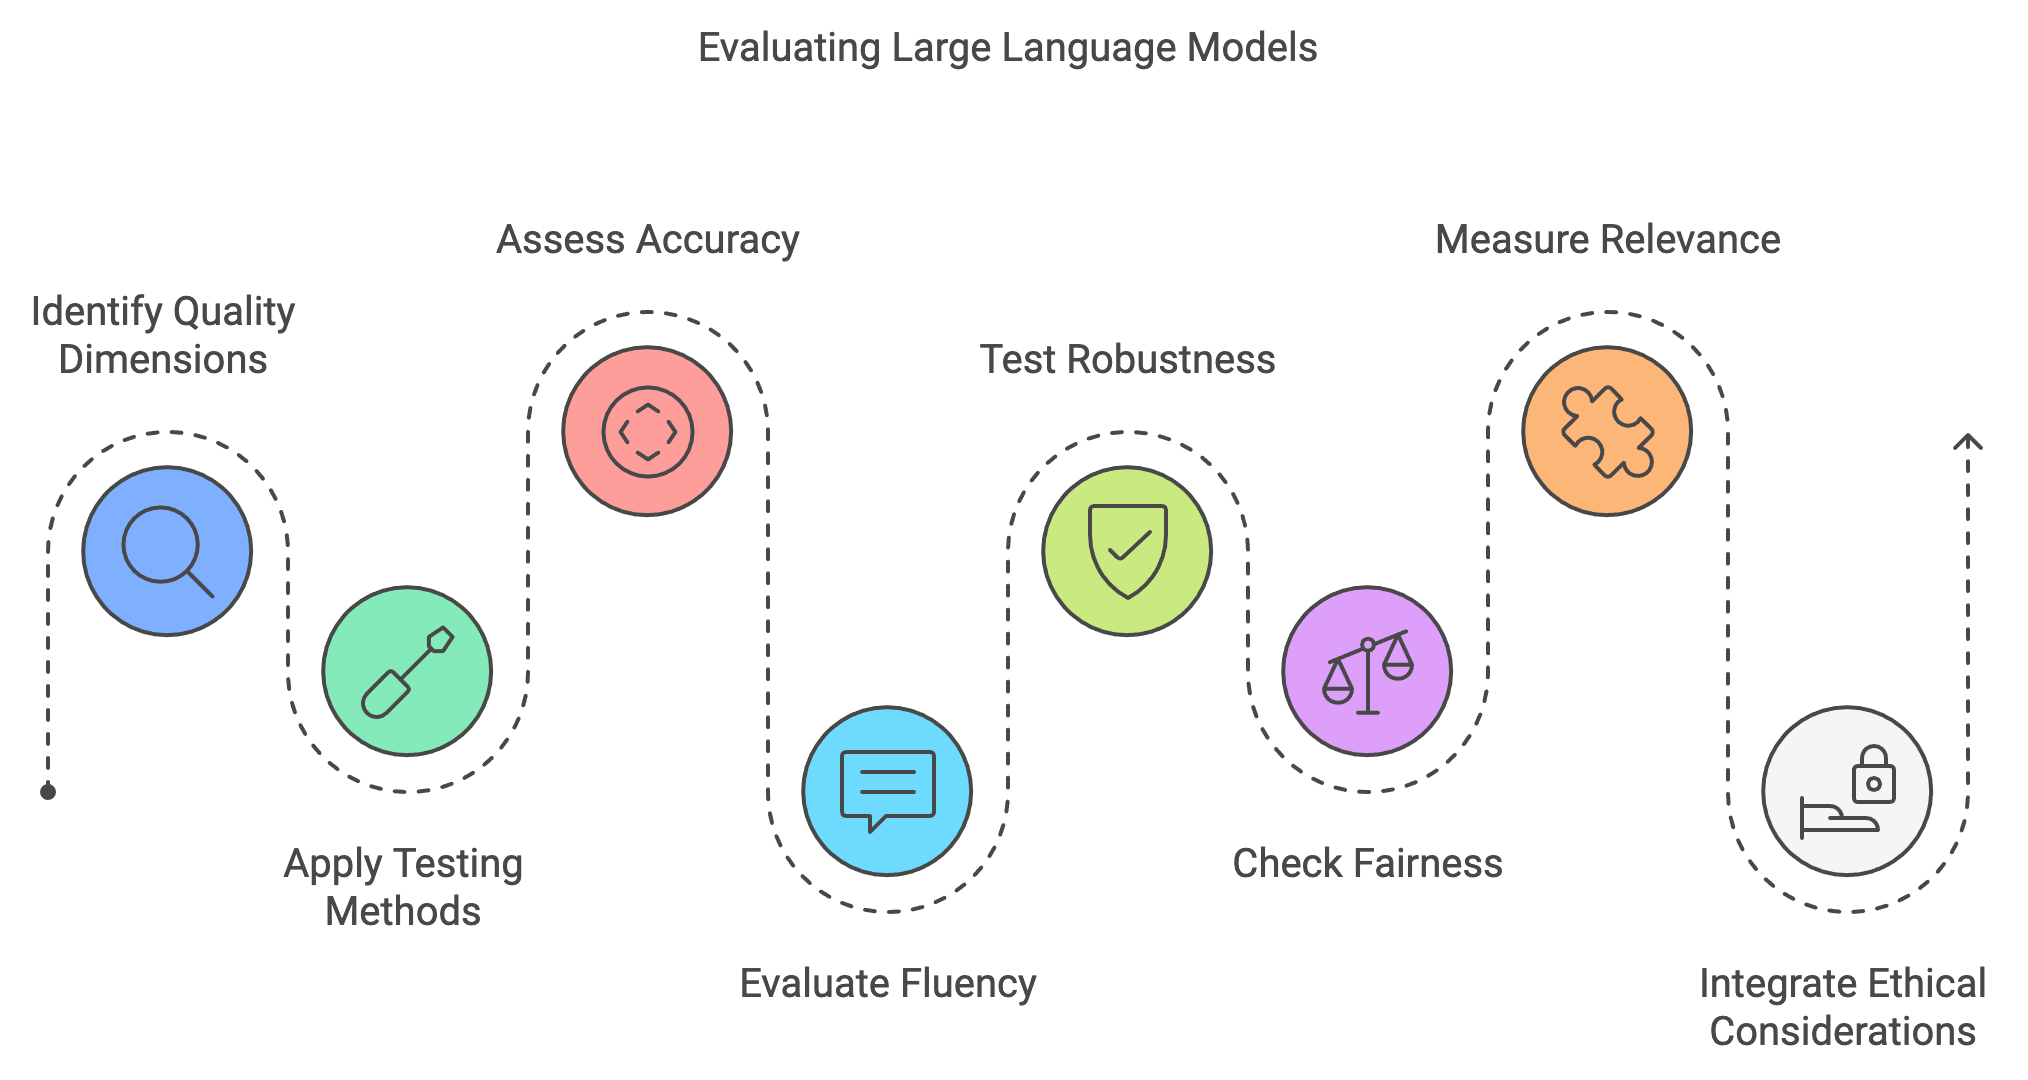 Evaluating Large Language Models
Identify Quality
Dimensions
Apply Testing
Methods
Assess Accuracy
Evaluate Fluency
Test Robustness
Check Fairness
Measure Relevance
Integrate Ethical
Considerations